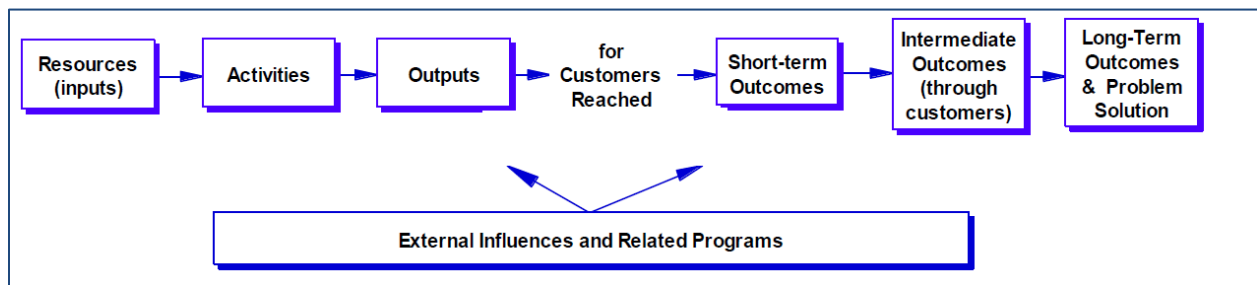 Resources
(inputs)
Activities
Outputs
for
Customers
Reached
Short-term
Outcomes
Intermediate
Outcomes
(through
customers)
Long-Term
Outcomes
& Problem
Solution
External Influences and Related Programs